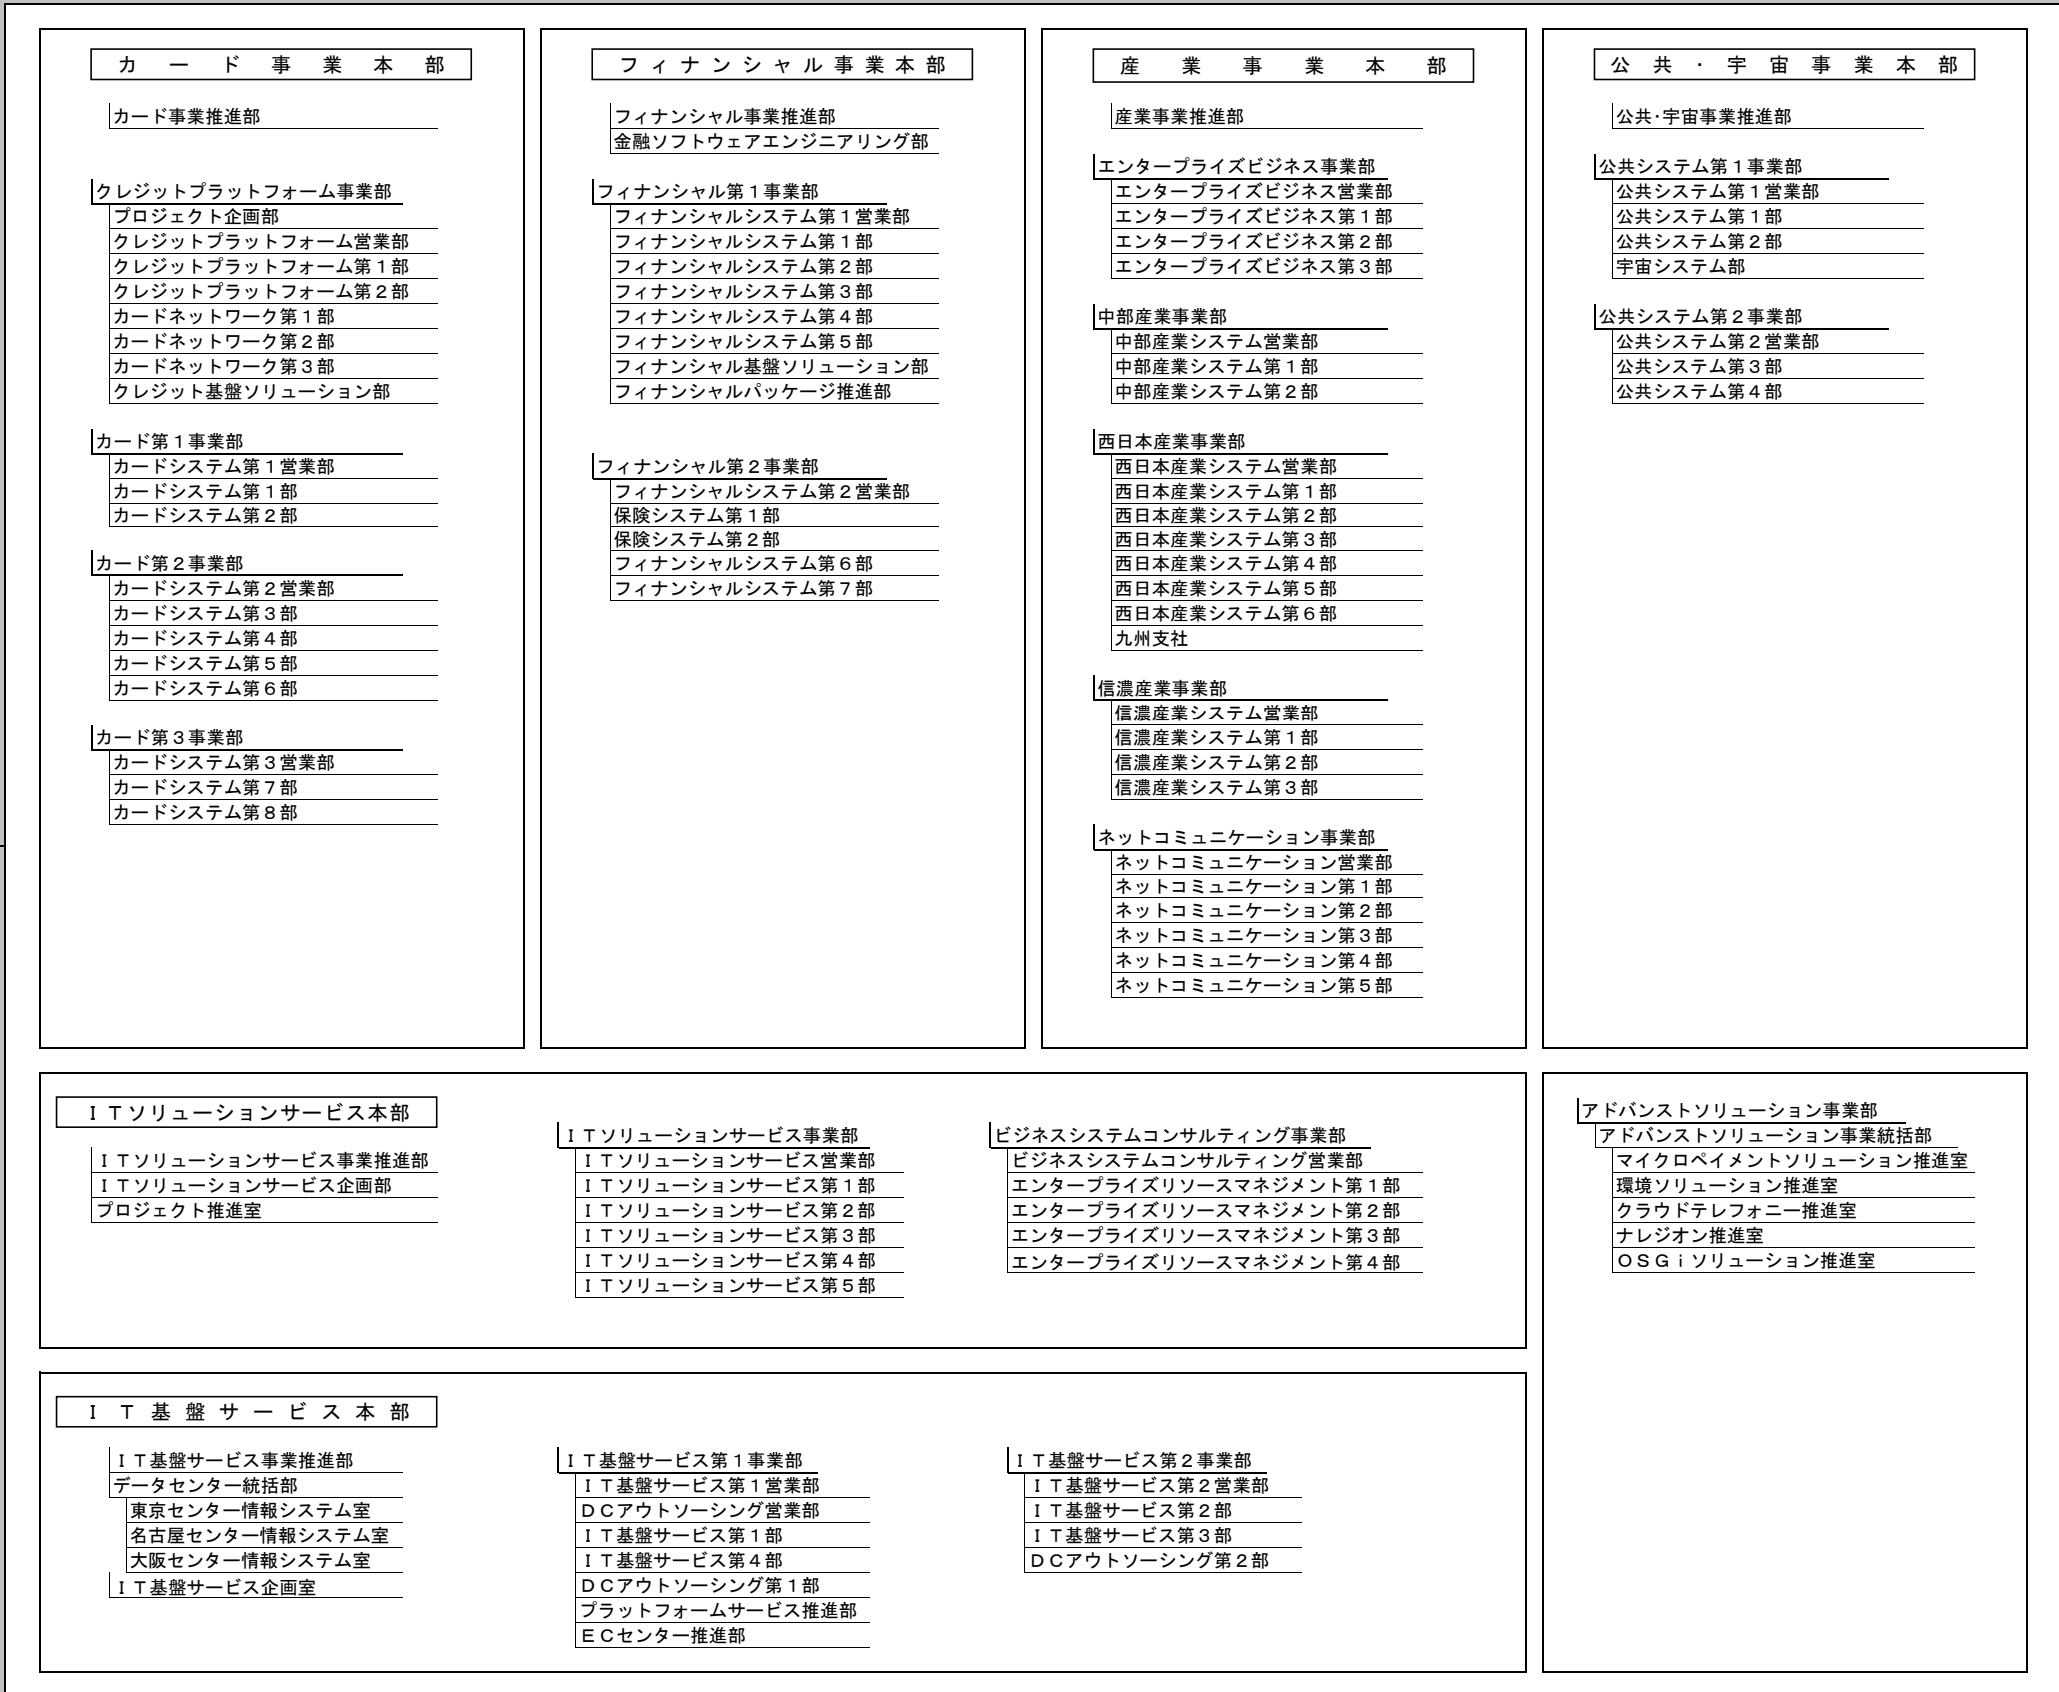 カード事業本部
カード事業推進部
クレジットプラットフォーム事業部
プロジェクト企画部
クレジットプラットフォーム営業部
クレジットプラットフォーム第１部
クレジットプラットフォーム第２部
カードネットワーク第１部
カードネットワーク第２部
カードネットワーク第３部
クレジット基盤ソリューション部
カード第１事業部
カードシステム第１営業部
カードシステム第１部
カードシステム第２部
カード第２事業部
カードシステム第２営業部
カードシステム第３部
カードシステム第４部
カードシステム第５部
カードシステム第６部
カード第３事業部
カードシステム第３営業部
カードシステム第７部
カードシステム第８部
フィナンシャル事業本部
フィナンシャル事業推進部
金融ソフトウェアエンジニアリング部
フィナンシャル第１事業部
フィナンシャルシステム第１営業部
フィナンシャルシステム第１部
フィナンシャルシステム第２部
フィナンシャルシステム第３部
フィナンシャルシステム第４部
フィナンシャルシステム第５部
フィナンシャル基盤ソリューション部
フィナンシャルパッケージ推進部
フィナンシャル第２事業部
フィナンシャルシステム第２営業部
保険システム第１部
保険システム第２部
フィナンシャルシステム第６部
フィナンシャルシステム第７部
産業事業本部
産業事業推進部
エンタープライズビジネス事業部
エンタープライズビジネス営業部
エンタープライズビジネス第１部
エンタープライズビジネス第２部
エンタープライズビジネス第３部
中部産業事業部
中部産業システム営業部
中部産業システム第１部
中部産業システム第２部
西日本産業事業部
西日本産業システム営業部
西日本産業システム第１部
西日本産業システム第２部
西日本産業システム第３部
西日本産業システム第４部
西日本産業システム第５部
西日本産業システム第６部
九州支社
信濃産業事業部
信濃産業システム営業部
信濃産業システム第１部
信濃産業システム第２部
信濃産業システム第３部
ネットコミュニケーション事業部
ネットコミュニケーション営業部
ネットコミュニケーション第１部
ネットコミュニケーション第２部
ネットコミュニケーション第３部
ネットコミュニケーション第４部
ネットコミュニケーション第５部
公共・宇宙事業本部
公共･宇宙事業推進部
公共システム第１事業部
公共システム第１営業部
公共システム第１部
公共システム第２部
宇宙システム部
公共システム第２事業部
公共システム第２営業部
公共システム第３部
公共システム第４部
ＩＴソリューションサービス本部
ＩＴソリューションサービス事業推進部
ＩＴソリューションサービス企画部
プロジェクト推進室
ＩＴソリューションサービス事業部
ＩＴソリューションサービス営業部
ＩＴソリューションサービス第１部
ＩＴソリューションサービス第２部
ＩＴソリューションサービス第３部
ＩＴソリューションサービス第４部
ＩＴソリューションサービス第５部
ビジネスシステムコンサルティング事業部
ビジネスシステムコンサルティング営業部
エンタープライズリソースマネジメント第１部
エンタープライズリソースマネジメント第２部
エンタープライズリソースマネジメント第３部
エンタープライズリソースマネジメント第４部
アドバンストソリューション事業部
アドバンストソリューション事業統括部
マイクロペイメントソリューション推進室
環境ソリューション推進室
クラウドテレフォニー推進室
ナレジオン推進室
ＯＳＧｉソリューション推進室
ＩＴ基盤サービス本部
ＩＴ基盤サービス事業推進部
データセンター統括部
東京センター情報システム室
名古屋センター情報システム室
大阪センター情報システム室
ＩＴ基盤サービス企画室
ＩＴ基盤サービス第１事業部
ＩＴ基盤サービス第１営業部
ＤＣアウトソーシング営業部
ＩＴ基盤サービス第１部
ＩＴ基盤サービス第４部
ＤＣアウトソーシング第１部
プラットフォームサービス推進部
ＥＣセンター推進部
ＩＴ基盤サービス第２事業部
ＩＴ基盤サービス第２営業部
ＩＴ基盤サービス第２部
ＩＴ基盤サービス第３部
ＤＣアウトソーシング第２部